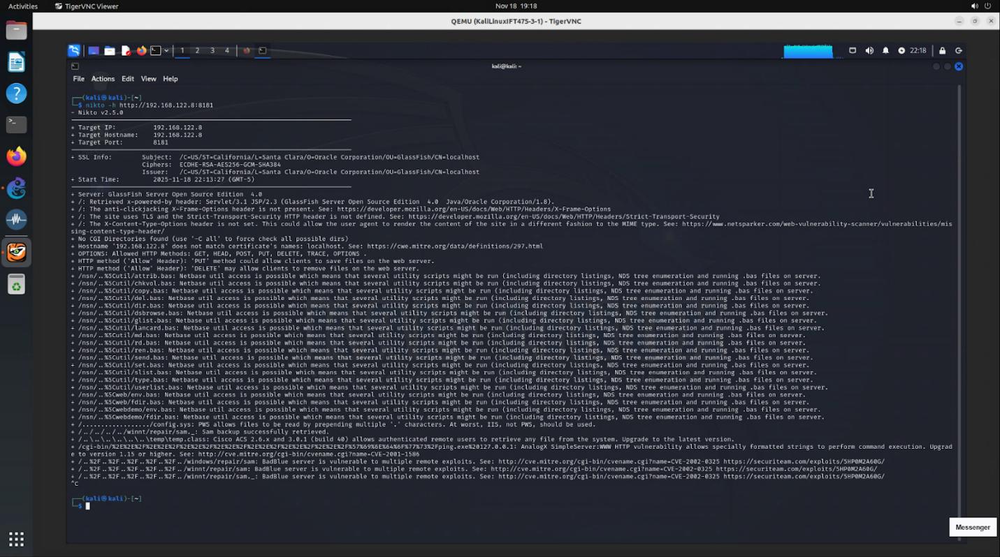 Activities
TigerVNC Viewer
Nov 18 19:18
QEMU (KaliLinuxIFT475-3-1) - TigerVNC
1 2 3 4
22:18
kali@kali: ~
File Actions Edit View Help
┌──(kali㉿kali)-[~]
└─$ nikto -h http://192.168.122.8:8181
- Nikto v2.5.0
+ Target IP: 192.168.122.8
+ Target Hostname: 192.168.122.8
+ Target Port: 8181
+ SSL Info: Subject: /C=US/ST=California/L=Santa Clara/O=Oracle Corporation/OU=GlassFish/CN=localhost
Ciphers: ECDHE-RSA-AES256-GCM-SHA384
Issuer: /C=US/ST=California/L=Santa Clara/O=Oracle Corporation/OU=GlassFish/CN=localhost
+ Start Time: 2025-11-18 22:13:27 (GMT-5)
+ Server: GlassFish Server Open Source Edition 4.0
+ /: Retrieved x-powered-by header: Servlet/3.1 JSP/2.3 (GlassFish Server Open Source Edition 4.0 Java/Oracle Corporation/1.8).
+ /: The anti-clickjacking X-Frame-Options header is not present. See: https://developer.mozilla.org/en-US/docs/Web/HTTP/Headers/X-Frame-Options
+ /: The site uses TLS and the Strict-Transport-Security HTTP header is not defined. See: https://developer.mozilla.org/en-US/docs/Web/HTTP/Headers/Strict-Transport-Security
+ /: The X-Content-Type-Options header is not set. This could allow the user agent to render the content of the site in a different fashion to the MIME type. See: https://www.netsparker.com/web-vulnerability-scanner/vulnerabilities/mis
sing-content-type-header/
+ No CGI Directories found (use '-C all' to force check all possible dirs)
+ Hostname '192.168.122.8' does not match certificate's names: localhost. See: https://cwe.mitre.org/data/definitions/297.html
+ OPTIONS: Allowed HTTP Methods: GET, HEAD, POST, PUT, DELETE, TRACE, OPTIONS .
+ HTTP method ('Allow' Header): 'PUT' method could allow clients to save files on the web server.
+ HTTP method ('Allow' Header): 'DELETE' may allow clients to remove files on the web server.
+ /nsn/..%5Cutil/attrib.bas: Netbase util access is possible which means that several utility scripts might be run (including directory listings, NDS tree enumeration and running .bas files on server.
+ /nsn/..%5Cutil/chkvol.bas: Netbase util access is possible which means that several utility scripts might be run (including directory listings, NDS tree enumeration and running .bas files on server.
+ /nsn/..%5Cutil/copy.bas: Netbase util access is possible which means that several utility scripts might be run (including directory listings, NDS tree enumeration and running .bas files on server.
+ /nsn/..%5Cutil/del.bas: Netbase util access is possible which means that several utility scripts might be run (including directory listings, NDS tree enumeration and running .bas files on server.
+ /nsn/..%5Cutil/dir.bas: Netbase util access is possible which means that several utility scripts might be run (including directory listings, NDS tree enumeration and running .bas files on server.
+ /nsn/..%5Cutil/dsbrowse.bas: Netbase util access is possible which means that several utility scripts might be run (including directory listings, NDS tree enumeration and running .bas files on server.
+ /nsn/..%5Cutil/glist.bas: Netbase util access is possible which means that several utility scripts might be run (including directory listings, NDS tree enumeration and running .bas files on server.
+ /nsn/..%5Cutil/lancard.bas: Netbase util access is possible which means that several utility scripts might be run (including directory listings, NDS tree enumeration and running .bas files on server.
+ /nsn/..%5Cutil/md.bas: Netbase util access is possible which means that several utility scripts might be run (including directory listings, NDS tree enumeration and running .bas files on server.
+ /nsn/..%5Cutil/rd.bas: Netbase util access is possible which means that several utility scripts might be run (including directory listings, NDS tree enumeration and running .bas files on server.
+ /nsn/..%5Cutil/ren.bas: Netbase util access is possible which means that several utility scripts might be run (including directory listings, NDS tree enumeration and running .bas files on server.
+ /nsn/..%5Cutil/send.bas: Netbase util access is possible which means that several utility scripts might be run (including directory listings, NDS tree enumeration and running .bas files on server.
+ /nsn/..%5Cutil/set.bas: Netbase util access is possible which means that several utility scripts might be run (including directory listings, NDS tree enumeration and running .bas files on server.
+ /nsn/..%5Cutil/slist.bas: Netbase util access is possible which means that several utility scripts might be run (including directory listings, NDS tree enumeration and running .bas files on server.
+ /nsn/..%5Cutil/type.bas: Netbase util access is possible which means that several utility scripts might be run (including directory listings, NDS tree enumeration and running .bas files on server.
+ /nsn/..%5Cutil/userlist.bas: Netbase util access is possible which means that several utility scripts might be run (including directory listings, NDS tree enumeration and running .bas files on server.
+ /nsn/..%5Cweb/env.bas: Netbase util access is possible which means that several utility scripts might be run (including directory listings, NDS tree enumeration and running .bas files on server.
+ /nsn/..%5Cweb/fdir.bas: Netbase util access is possible which means that several utility scripts might be run (including directory listings, NDS tree enumeration and running .bas files on server.
+ /nsn/..%5Cwebdemo/env.bas: Netbase util access is possible which means that several utility scripts might be run (including directory listings, NDS tree enumeration and running .bas files on server.
+ /nsn/..%5Cwebdemo/fdir.bas: Netbase util access is possible which means that several utility scripts might be run (including directory listings, NDS tree enumeration and running .bas files on server.
+ /................./config.sys: PWS allows files to be read by prepending multiple '.' characters. At worst, IIS, not PWS, should be used.
+ /../../../../winnt/repair/sam._: Sam backup successfully retrieved.
+ /..\..\..\..\..\..\temp\temp.class: Cisco ACS 2.6.x and 3.0.1 (build 40) allows authenticated remote users to retrieve any file from the system. Upgrade to the latest version.
+ /cgi-bin/%2E%2E%2F%2E%2E%2F%2E%2E%2F%2E%2E%2F%2E%2E%2F%57%69%6E%64%6F%77%73%2Fping.exe%20127.0.0.1: AnalogX SimpleServer:WWW HTTP vulnerability allows specially formatted strings to perform command execution. Upgrad
e to version 1.15 or higher. See: http://cve.mitre.org/cgi-bin/cvename.cgi?name=CVE-2001-1586
+ /..%2F..%2F..%2F..%2F..%2F../windows/repair/sam: BadBlue server is vulnerable to multiple remote exploits. See: http://cve.mitre.org/cgi-bin/cvename.cgi?name=CVE-2002-0325 https://securiteam.com/exploits/5HP0M2A60G/
+ /..%2F..%2F..%2F..%2F..%2F../winnt/repair/sam: BadBlue server is vulnerable to multiple remote exploits. See: http://cve.mitre.org/cgi-bin/cvename.cgi?name=CVE-2002-0325 https://securiteam.com/exploits/5HP0M2A60G/
+ /..%2F..%2F..%2F..%2F..%2F../winnt/repair/sam._: BadBlue server is vulnerable to multiple remote exploits. See: http://cve.mitre.org/cgi-bin/cvename.cgi?name=CVE-2002-0325 https://securiteam.com/exploits/5HP0M2A60G/
^C
┌──(kali㉿kali)-[~]
└─$
Messenger